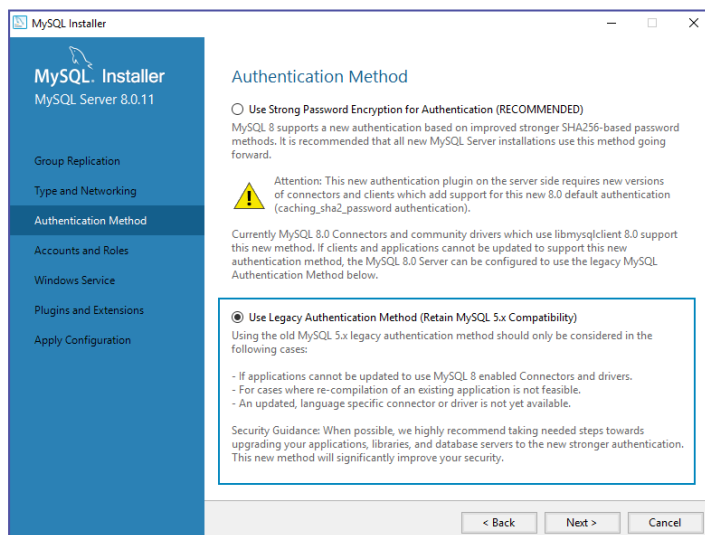 MySQL Installer
MySQL. Installer
MySQL Server 8.0.11
Group Replication
Type and Networking
Authentication Method
Accounts and Roles
Windows Service
Plugins and Extensions
Apply Configuration
Authentication Method
Use Strong Password Encryption for Authentication (RECOMMENDED)
MySQL 8 supports a new authentication based on improved stronger SHA256-based password
methods. It is recommended that all new MySQL Server installations use this method going
forward.
Attention: This new authentication plugin on the server side requires new versions
of connectors and clients which add support for this new 8.0 default authentication
(caching_sha2_password authentication).
Currently MySQL 8.0 Connectors and community drivers which use libmysqlclient 8.0 support
this new method. If clients and applications cannot be updated to support this new
authentication method, the MySQL 8.0 Server can be configured to use the legacy MySQL
Authentication Method below.
Use Legacy Authentication Method (Retain MySQL 5.x Compatibility)
Using the old MySQL 5.x legacy authentication method should only be considered in the
following cases:
- If applications cannot be updated to use MySQL 8 enabled Connectors and drivers.
- For cases where re-compilation of an existing application is not feasible.
- An updated, language specific connector or driver is not yet available.
Security Guidance: When possible, we highly recommend taking needed steps towards
upgrading your applications, libraries, and database servers to the new stronger authentication.
This new method will significantly improve your security.
< Back
Next >
Cancel